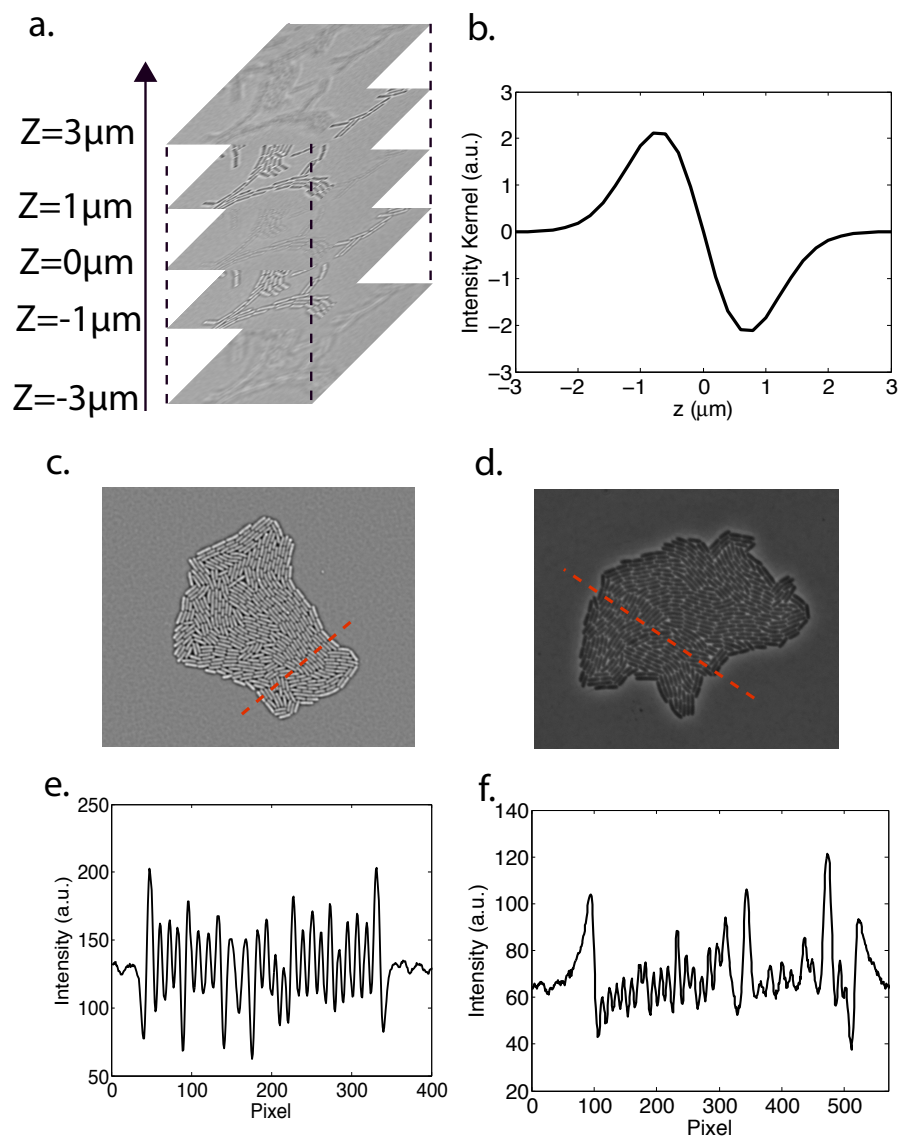 a.
Z=3μm
Z=1μm
Z=0μm
Z=-1μm
Z=-3μm
b.
Intensity Kernel (a.u.)
3
2
1
0
−1
−2
−3
−3 −2 −1 0 1 2 3
z (μm)
c.
d.
e.
Intensity (a.u.)
250
200
150
100
50
0 100 200 300 400
Pixel
f.
Intensity (a.u.)
140
120
100
80
60
40
20
0 100 200 300 400 500
Pixel